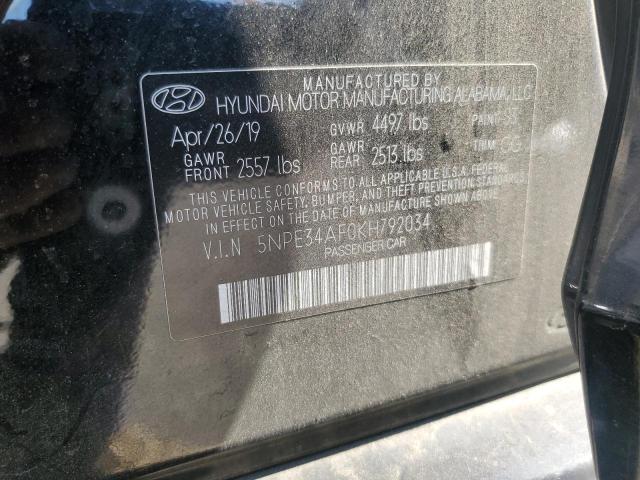 MANUFACTURED BY
HYUNDAI MOTOR MANUFACTURING ALABAMA, LLC
Apr/26/19 GVWR 4497 lbs PAINT
GAWR FRONT 2557 lbs GAWR REAR 2513 lbs TRIM
THIS VEHICLE CONFORMS TO ALL APPLICABLE U.S.A. FEDERAL
MOTOR VEHICLE SAFETY, BUMPER, AND THEFT PREVENTION STANDARDS
IN EFFECT ON THE DATE OF MANUFACTURE SHOWN ABOVE.
V.I.N 5NPE34AF0KH792034
PASSENGER CAR